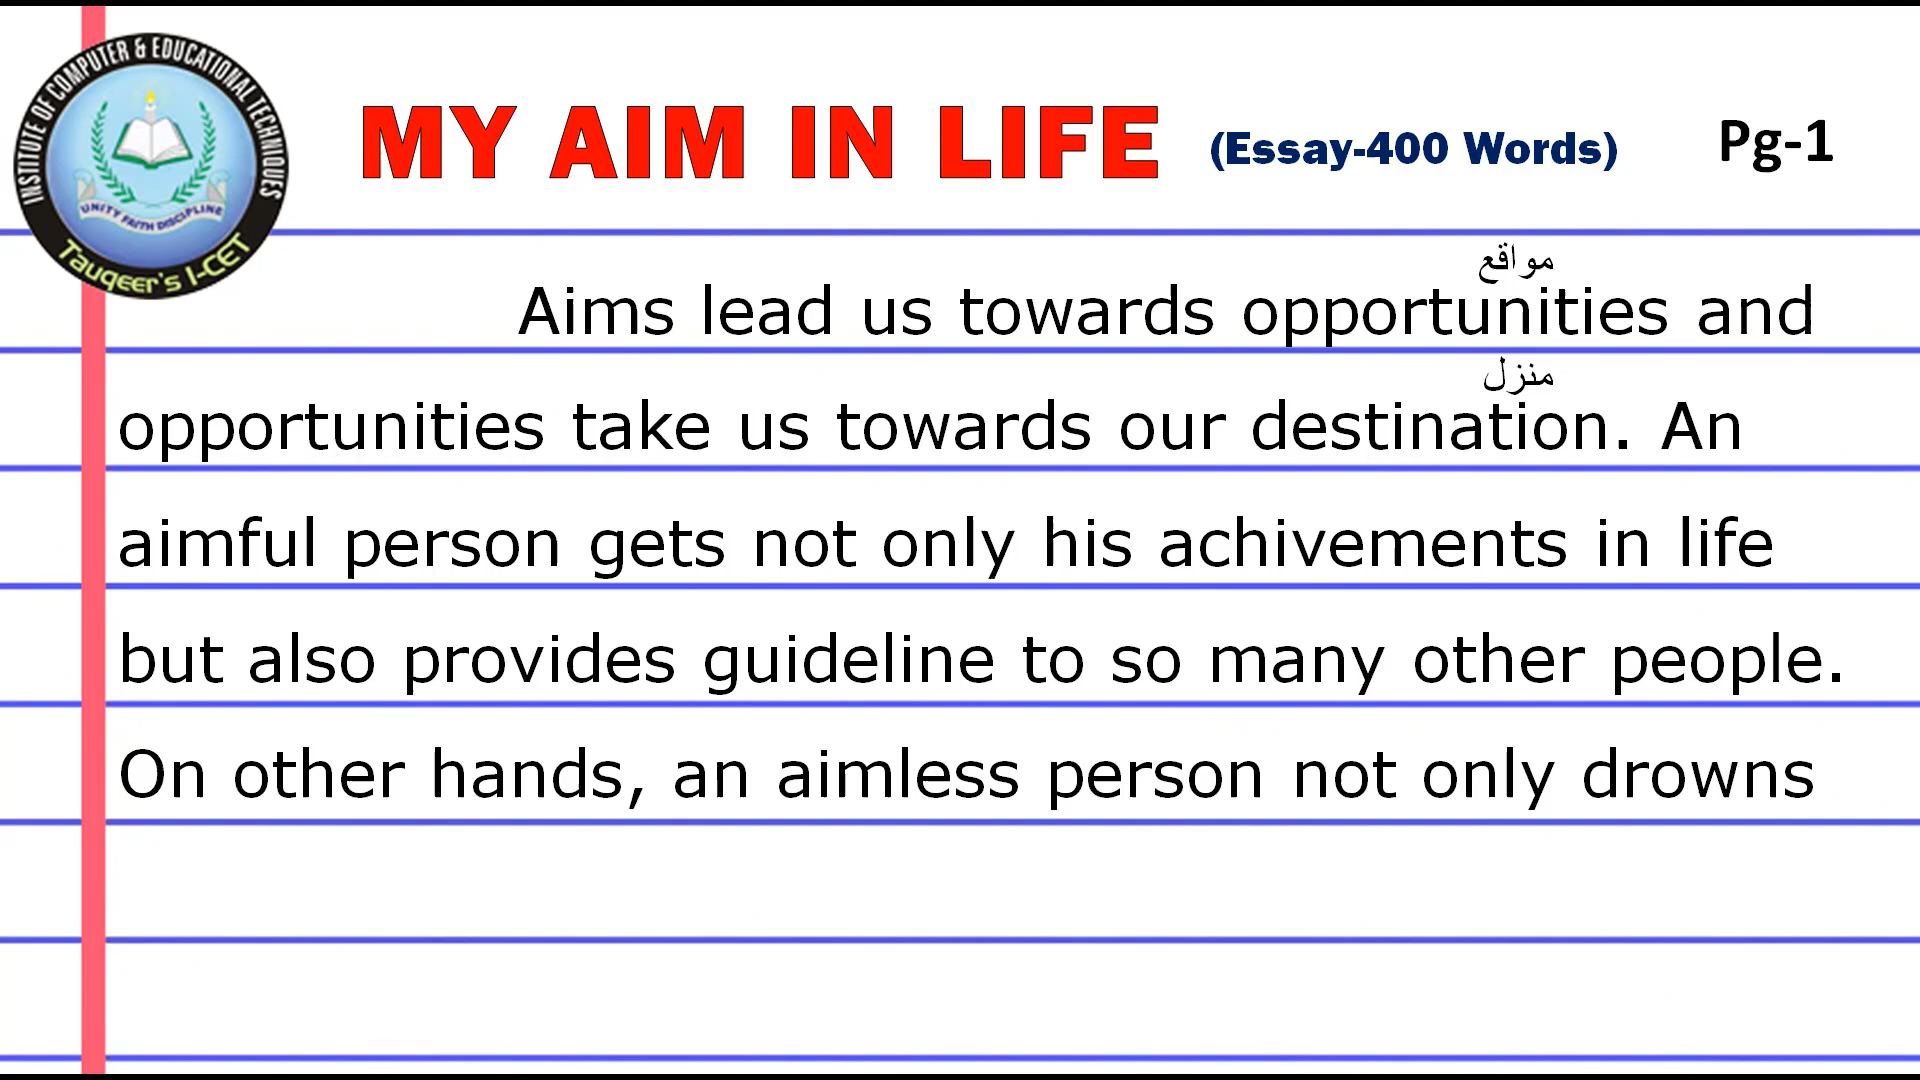 INSTITUTE OF COMPUTER & EDUCATIONAL TECHNIQUES
UNITY FAITH DISCIPLINE
Tauqeer's I-CET
MY AIM IN LIFE (Essay-400 Words) Pg-1
مواقع
Aims lead us towards opportunities and
منزل
opportunities take us towards our destination. An
aimful person gets not only his achivements in life
but also provides guideline to so many other people.
On other hands, an aimless person not only drowns